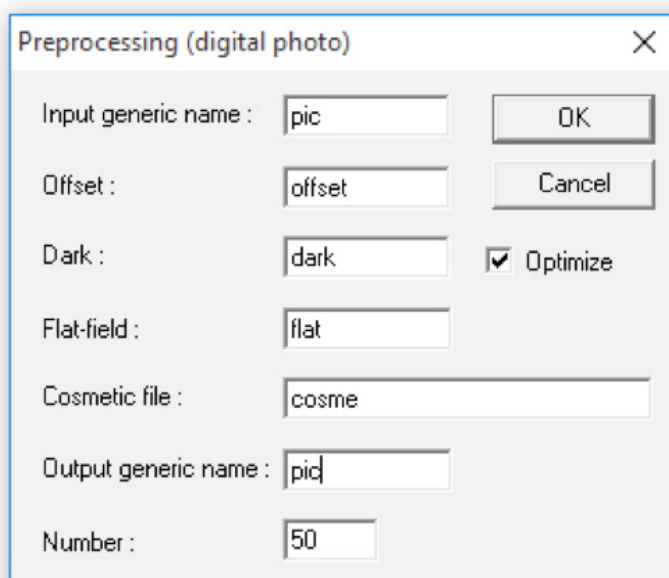 Preprocessing (digital photo)
Input generic name : pic OK
Offset : offset Cancel
Dark : dark Optimize
Flat-field : flat
Cosmetic file : cosme
Output generic name : pic
Number : 50